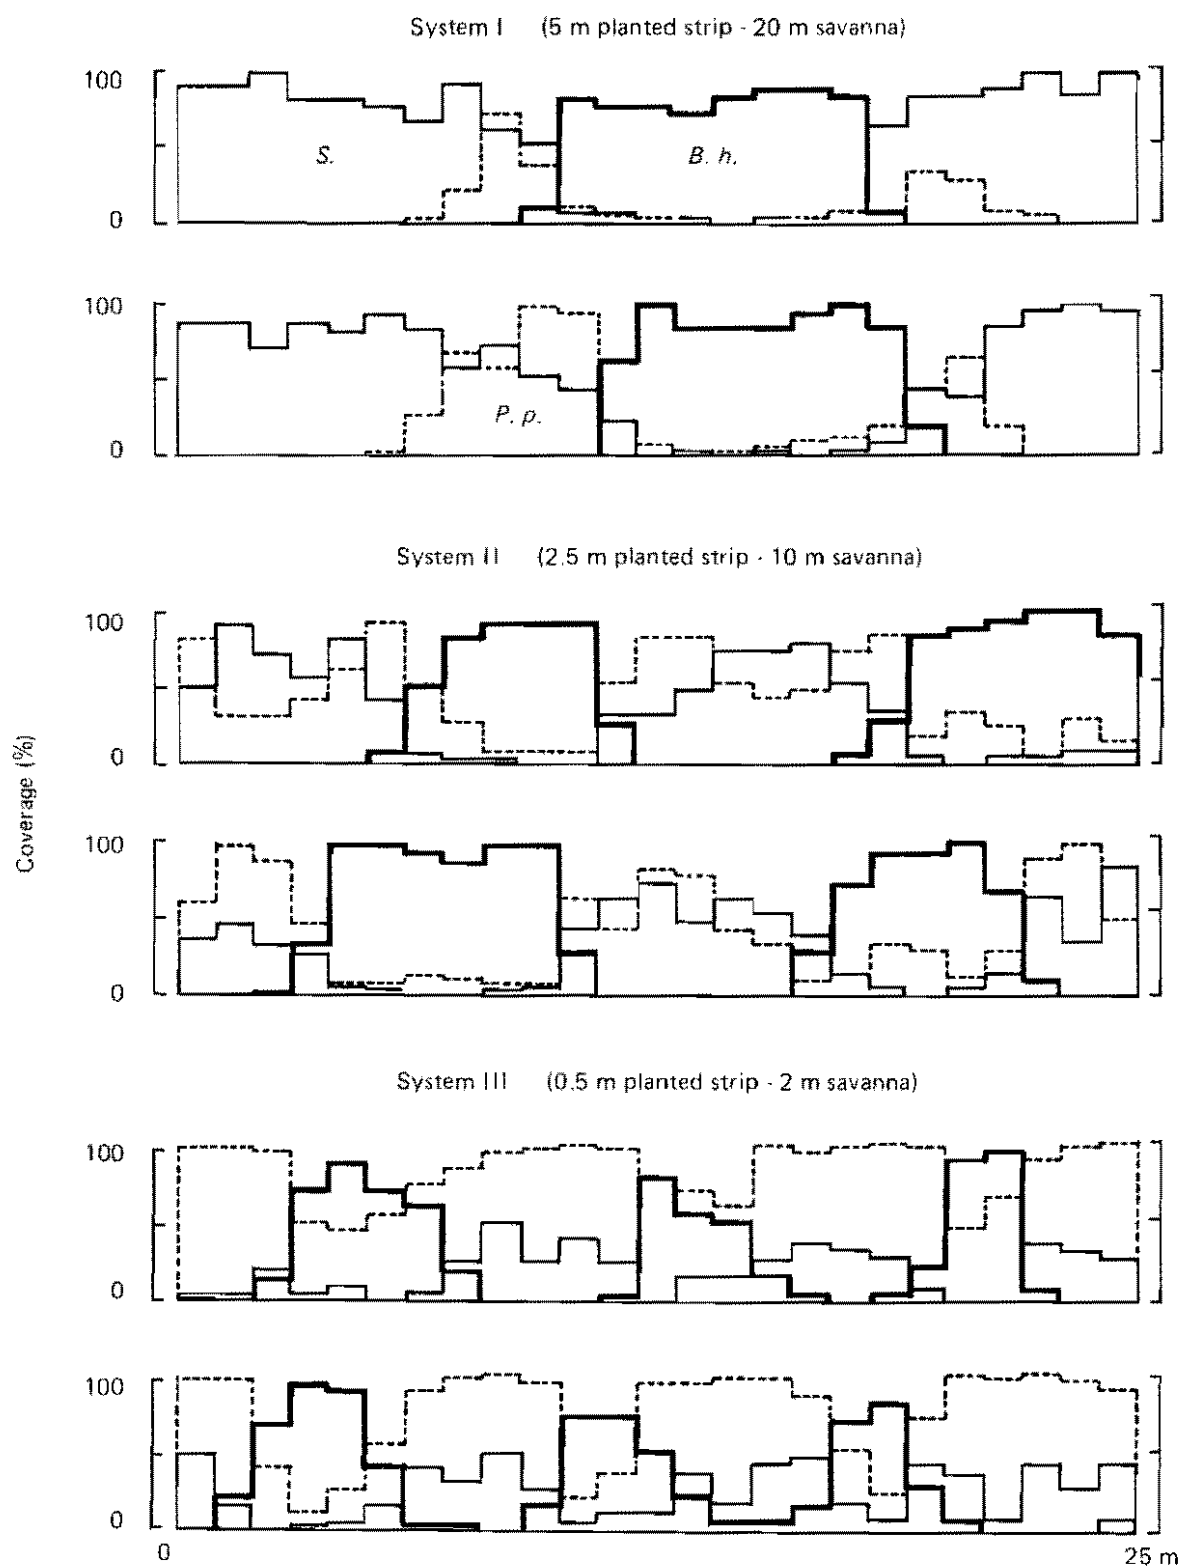 System I (5 m planted strip - 20 m savanna)
100
S.
B. h.
0
100
P. p.
0
System II (2.5 m planted strip - 10 m savanna)
100
0
Coverage (%)
100
0
System III (0.5 m planted strip - 2 m savanna)
100
0
100
0
0
25 m